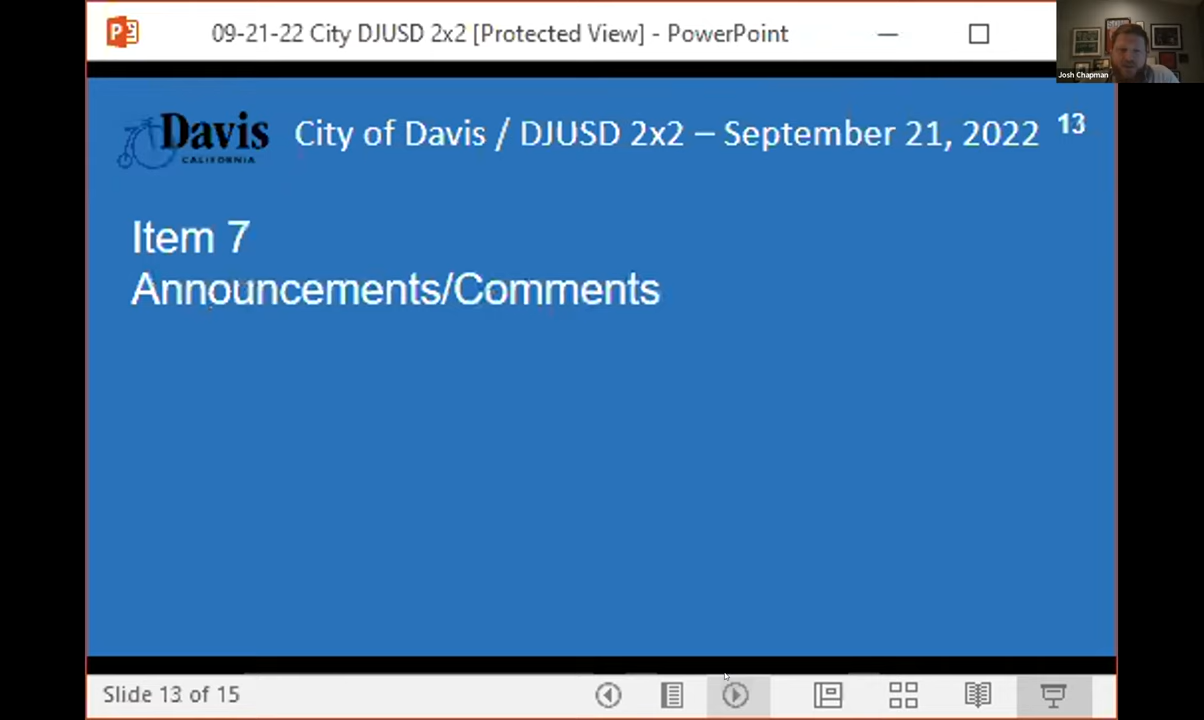 09-21-22 City DJUSD 2x2 [Protected View] - PowerPoint
Josh Chapman
Davis
CALIFORNIA
City of Davis / DJUSD 2x2 – September 21, 2022
13
Item 7
Announcements/Comments
Slide 13 of 15